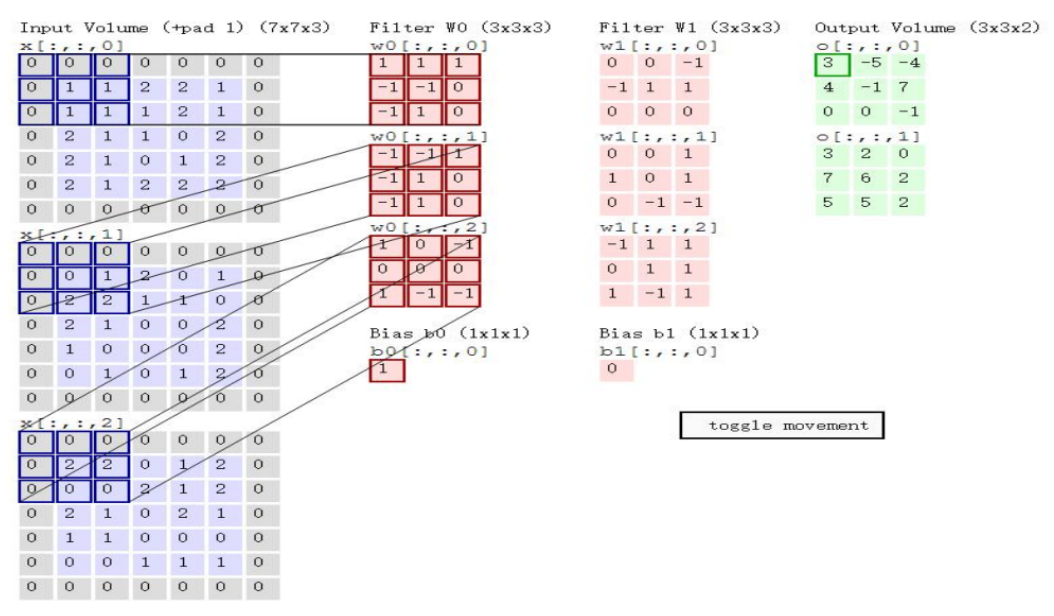 Input Volume (+pad 1) (7x7x3)
x[:,:,0]
0 0 0 0 0 0 0
0 1 1 2 2 1 0
0 1 1 1 2 1 0
0 2 1 1 0 2 0
0 2 1 0 1 2 0
0 2 1 2 2 2 0
0 0 0 0 0 0 0
x[:,:,1]
0 0 0 0 0 0 0
0 0 1 2 0 1 0
0 2 2 1 1 0 0
0 2 1 0 0 2 0
0 1 0 0 0 2 0
0 0 1 0 1 2 0
0 0 0 0 0 0 0
x[:,:,2]
0 0 0 0 0 0 0
0 2 2 0 1 2 0
0 0 0 2 1 2 0
0 2 1 0 2 1 0
0 1 1 0 0 0 0
0 0 0 1 1 1 0
0 0 0 0 0 0 0
Filter W0 (3x3x3)
w0[:,:,0]
1 1 1
-1 -1 0
-1 1 0
w0[:,:,1]
-1 -1 1
-1 1 0
-1 1 0
w0[:,:,2]
1 0 -1
0 0 0
1 -1 -1
Bias b0 (1x1x1)
b0[:,:,0]
1
Filter W1 (3x3x3)
w1[:,:,0]
0 0 -1
-1 1 1
0 0 0
w1[:,:,1]
0 0 1
1 0 1
0 -1 -1
w1[:,:,2]
-1 1 1
0 1 1
1 -1 1
Bias b1 (1x1x1)
b1[:,:,0]
0
Output Volume (3x3x2)
o[:,:,0]
3 -5 -4
4 -1 7
0 0 -1
o[:,:,1]
3 2 0
7 6 2
5 5 2
toggle movement